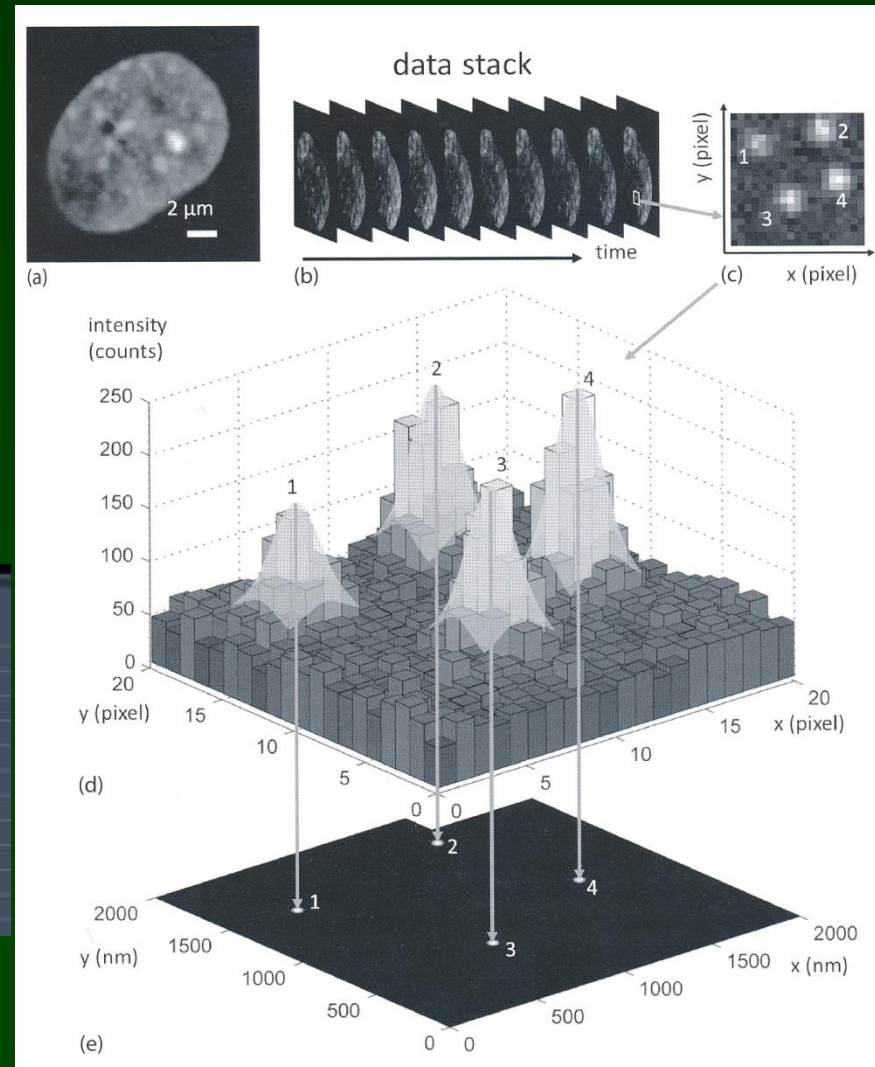 data stack
2 µm
(a)
(b)
time
y (pixel)
1
2
3
4
(c)
x (pixel)
intensity
(counts)
250
200
150
100
50
0
20
15
10
5
0
y (pixel)
1
2
3
4
0
5
10
15
20
x (pixel)
(d)
1
2
3
4
2000
1500
1000
500
0
y (nm)
0
500
1000
1500
2000
x (nm)
(e)